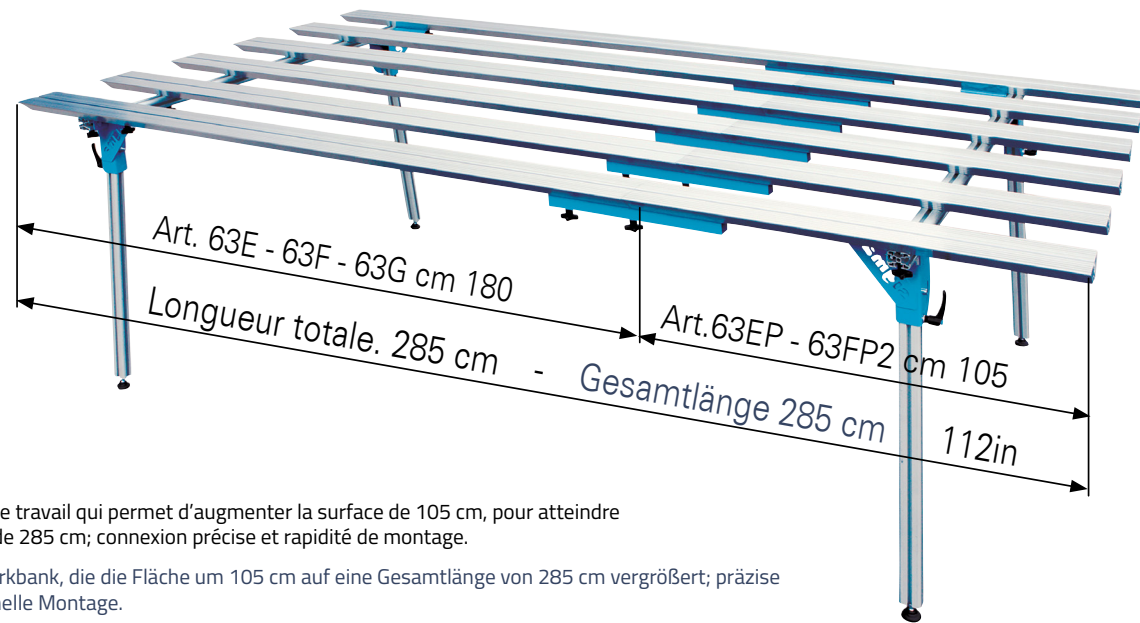 Art. 63E - 63F - 63G cm 180
Art.63EP - 63FP2 cm 105
Longueur totale. 285 cm - Gesamtlänge 285 cm 112in
e travail qui permet d’augmenter la surface de 105 cm, pour atteindre
de 285 cm; connexion précise et rapidité de montage.
rkbank, die die Fläche um 105 cm auf eine Gesamtlänge von 285 cm vergrößert; präzise
nelle Montage.